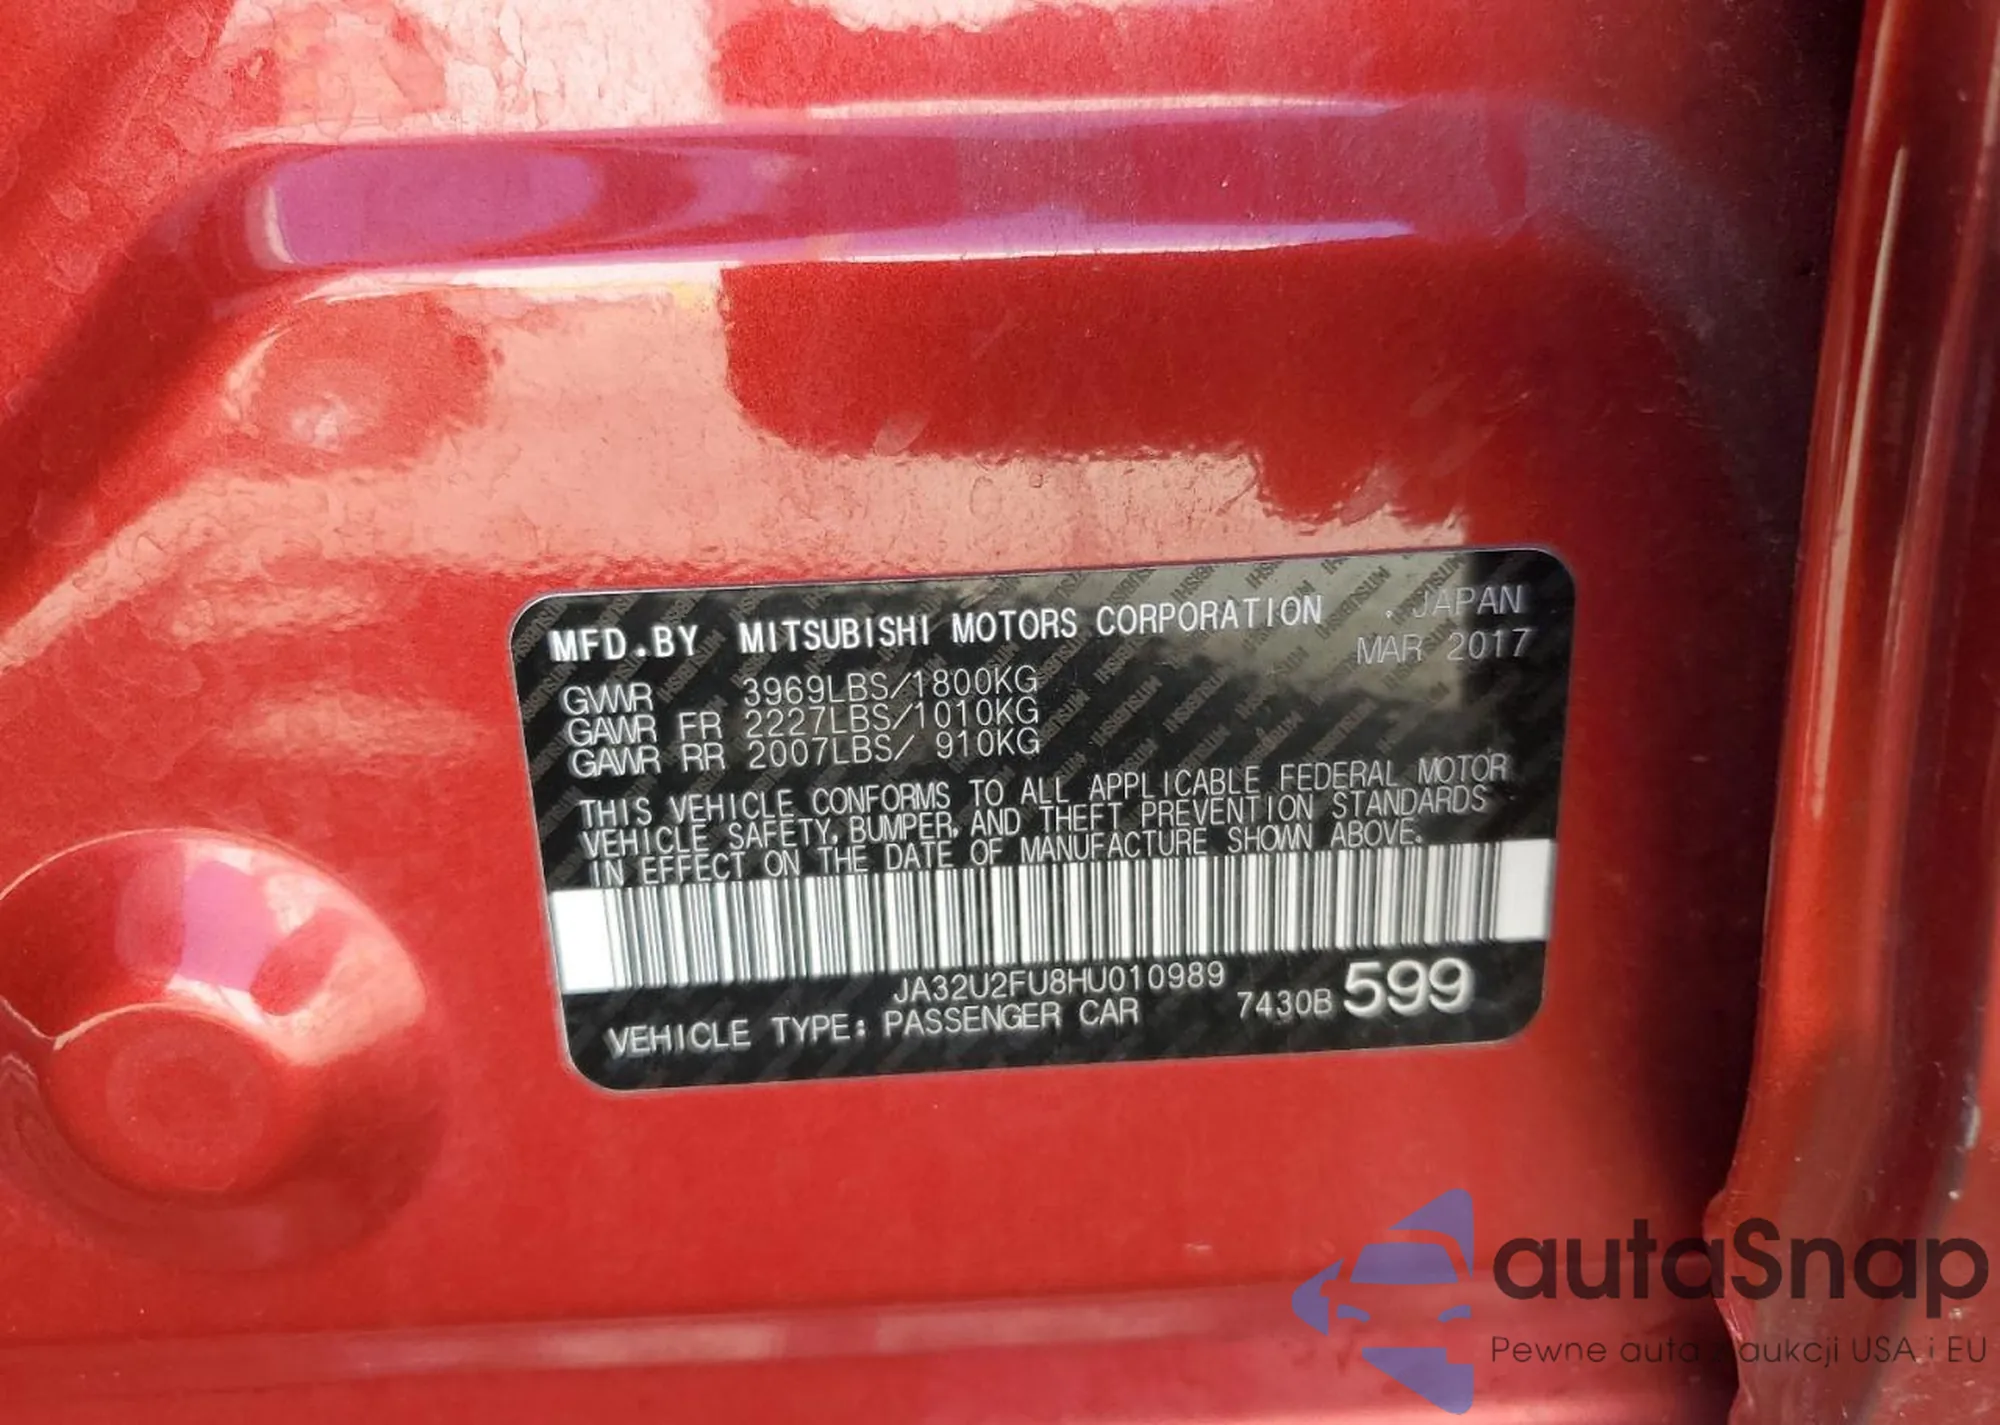 MFD.BY MITSUBISHI MOTORS CORPORATION . JAPAN
MAR 2017
GVWR 3969LBS/1800KG
GAWR FR 2227LBS/1010KG
GAWR RR 2007LBS/ 910KG
THIS VEHICLE CONFORMS TO ALL APPLICABLE FEDERAL MOTOR
VEHICLE SAFETY, BUMPER, AND THEFT PREVENTION STANDARDS
IN EFFECT ON THE DATE OF MANUFACTURE SHOWN ABOVE.
JA32U2FU8HU010989
VEHICLE TYPE: PASSENGER CAR 7430B 599
autaSnap
Pewne auta z aukcji USA i EU